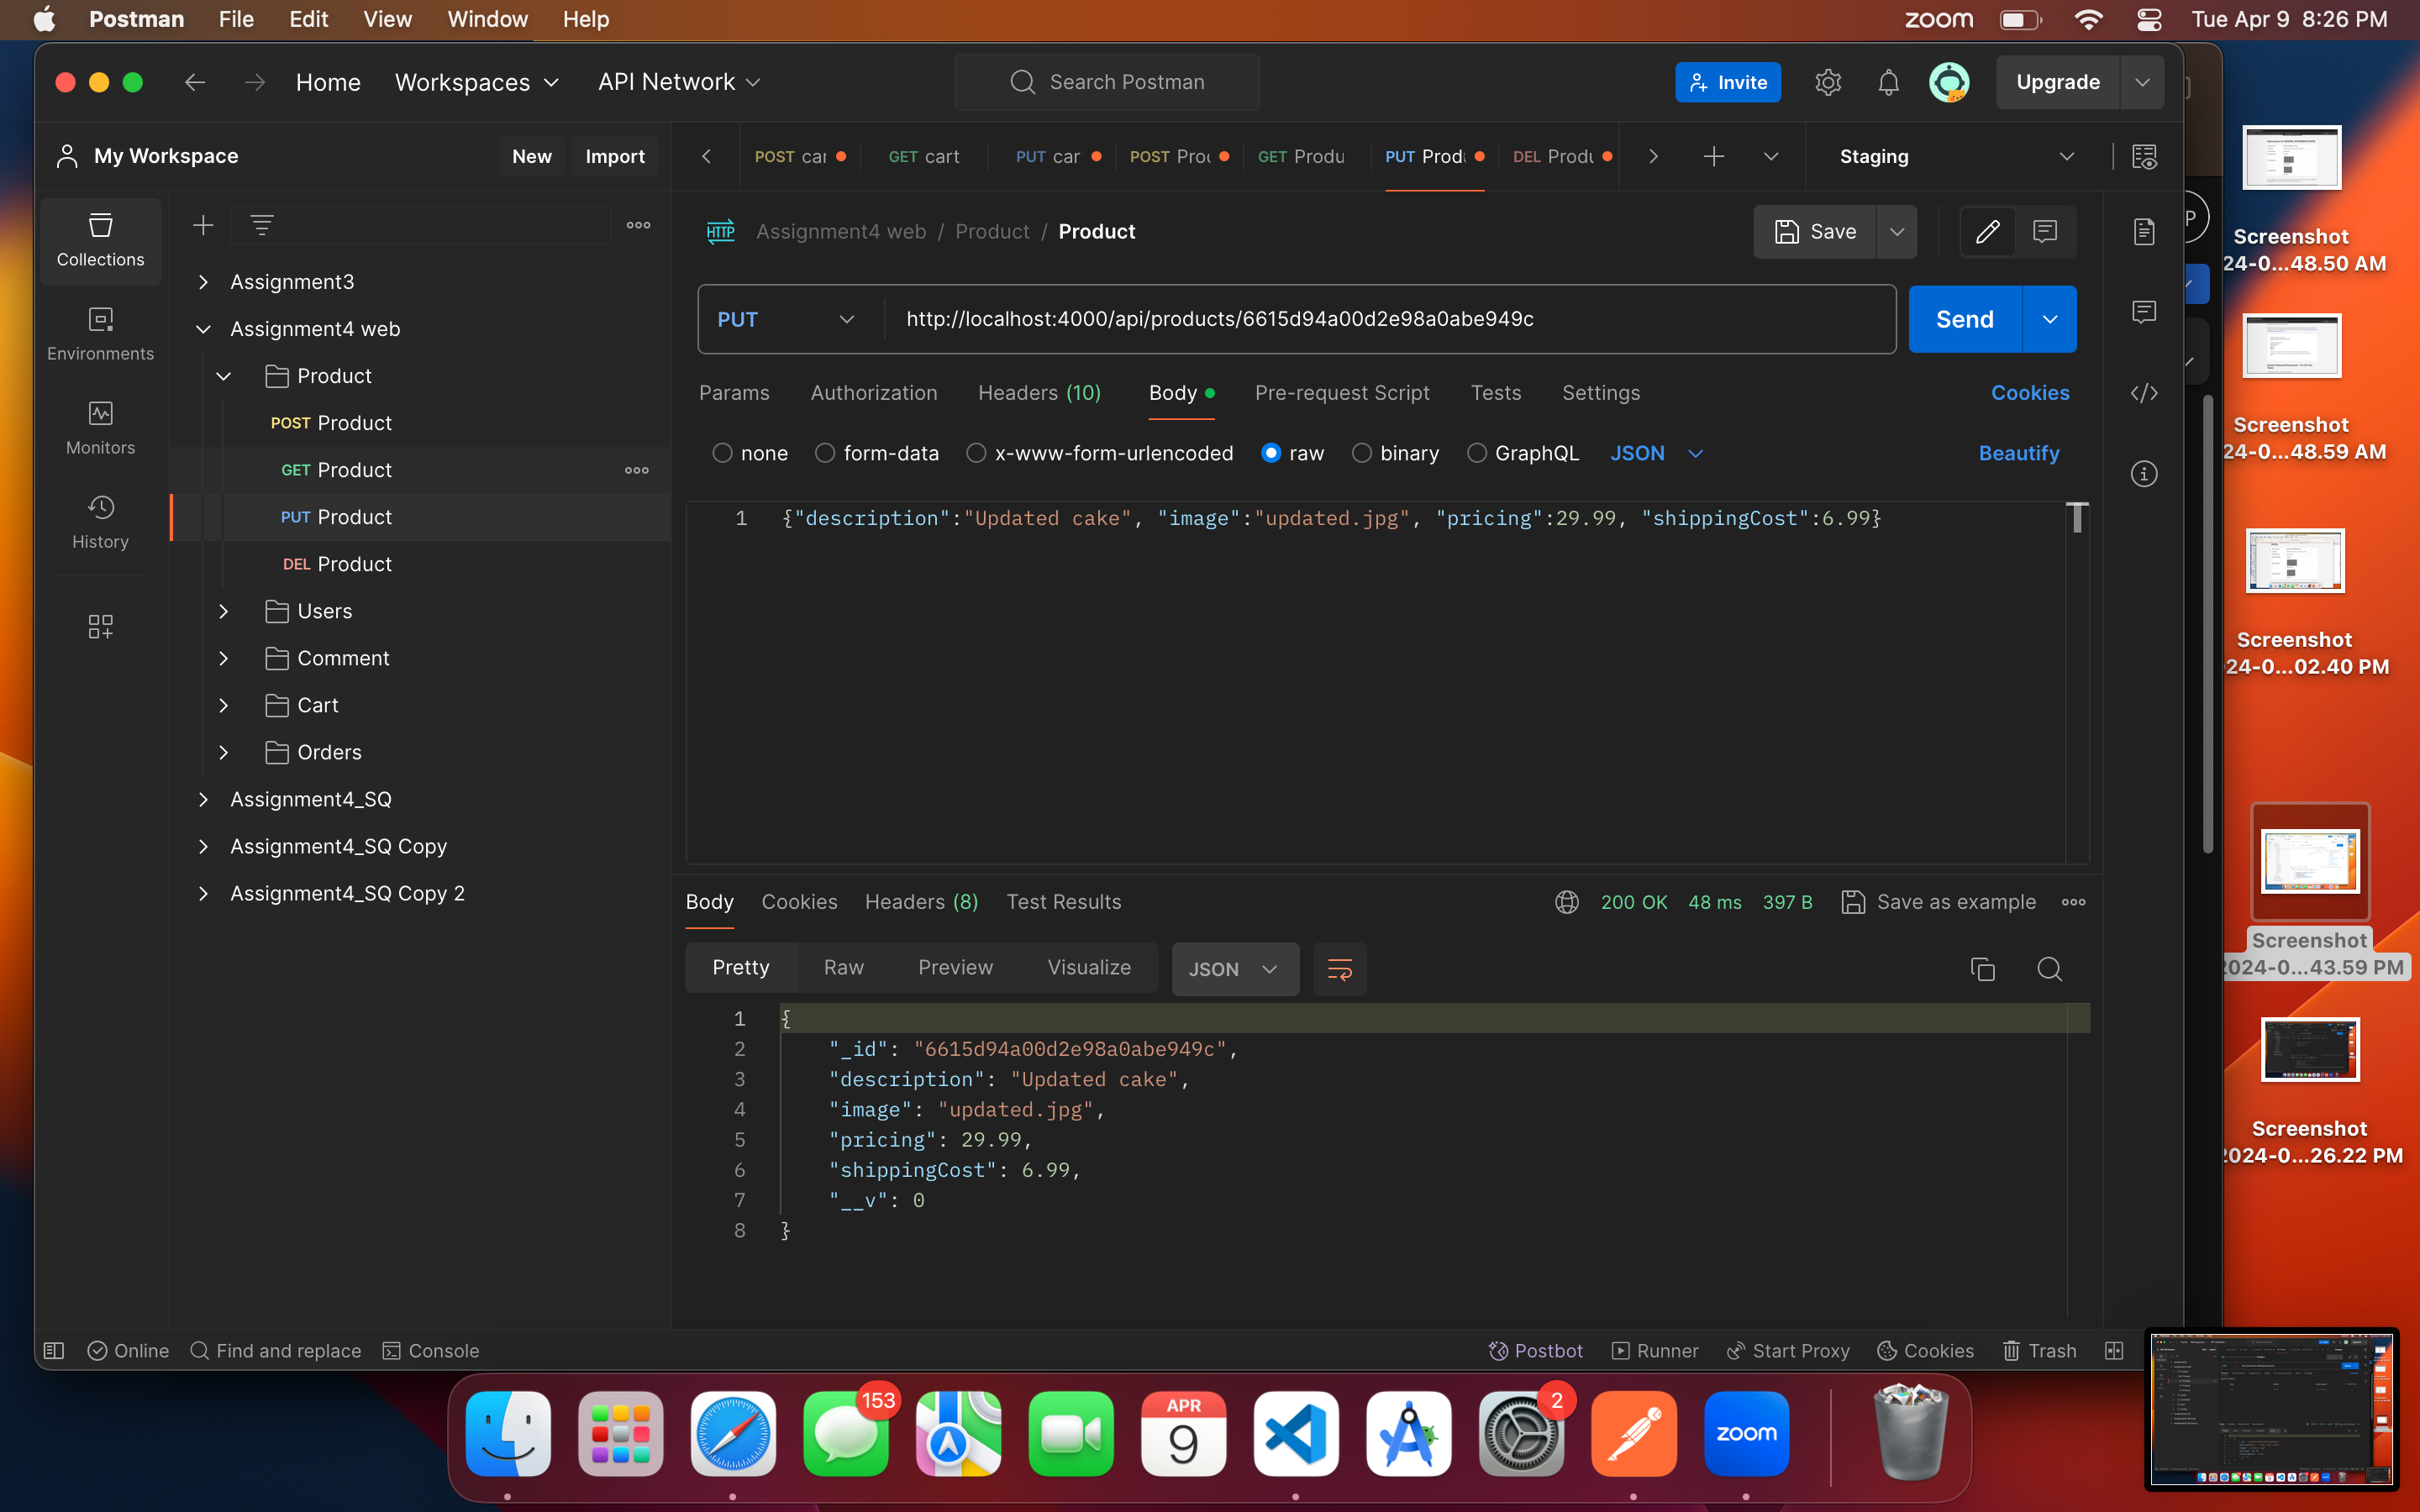 Postman File Edit View Window Help
zoom Tue Apr 9 8:26 PM
Home Workspaces API Network
Search Postman
Invite Upgrade
My Workspace New Import
POST car GET cart PUT car POST Pro GET Produ PUT Prod DEL Produ
Staging
Collections
Environments
Monitors
History
Assignment3
Assignment4 web
Product
POST Product
GET Product
PUT Product
DEL Product
Users
Comment
Cart
Orders
Assignment4_SQ
Assignment4_SQ Copy
Assignment4_SQ Copy 2
HTTP Assignment4 web / Product / Product
Save
PUT http://localhost:4000/api/products/6615d94a00d2e98a0abe949c
Send
Params Authorization Headers (10) Body Pre-request Script Tests Settings Cookies
none form-data x-www-form-urlencoded raw binary GraphQL JSON Beautify
1 {"description":"Updated cake", "image":"updated.jpg", "pricing":29.99, "shippingCost":6.99}
Body Cookies Headers (8) Test Results 200 OK 48 ms 397 B Save as example
Pretty Raw Preview Visualize JSON
1 {
2 "_id": "6615d94a00d2e98a0abe949c",
3 "description": "Updated cake",
4 "image": "updated.jpg",
5 "pricing": 29.99,
6 "shippingCost": 6.99,
7 "__v": 0
8 }
Online Find and replace Console
Postbot Runner Start Proxy Cookies Trash
P
Screenshot
24-0...48.50 AM
Screenshot
24-0...48.59 AM
Screenshot
24-0...02.40 PM
Screenshot
2024-0...43.59 PM
Screenshot
2024-0...26.22 PM
153
APR
9
2
zoom